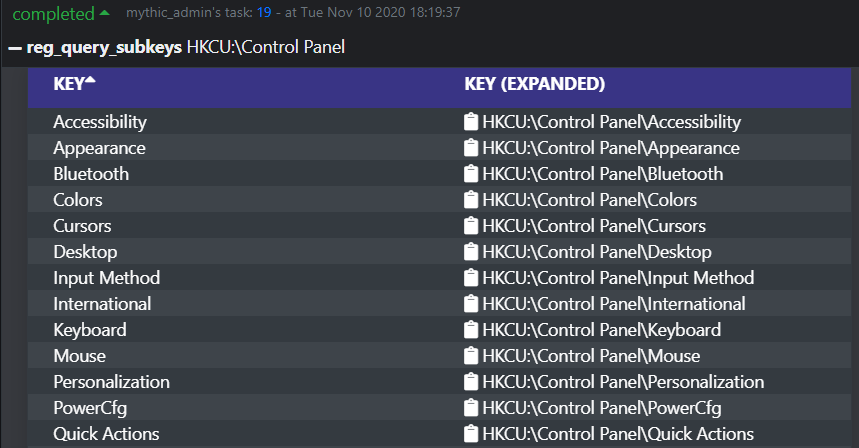 completed mythic_admin's task: 19 - at Tue Nov 10 2020 18:19:37
reg_query_subkeys HKCU:\Control Panel
KEY KEY (EXPANDED)
Accessibility HKCU:\Control Panel\Accessibility
Appearance HKCU:\Control Panel\Appearance
Bluetooth HKCU:\Control Panel\Bluetooth
Colors HKCU:\Control Panel\Colors
Cursors HKCU:\Control Panel\Cursors
Desktop HKCU:\Control Panel\Desktop
Input Method HKCU:\Control Panel\Input Method
International HKCU:\Control Panel\International
Keyboard HKCU:\Control Panel\Keyboard
Mouse HKCU:\Control Panel\Mouse
Personalization HKCU:\Control Panel\Personalization
PowerCfg HKCU:\Control Panel\PowerCfg
Quick Actions HKCU:\Control Panel\Quick Actions